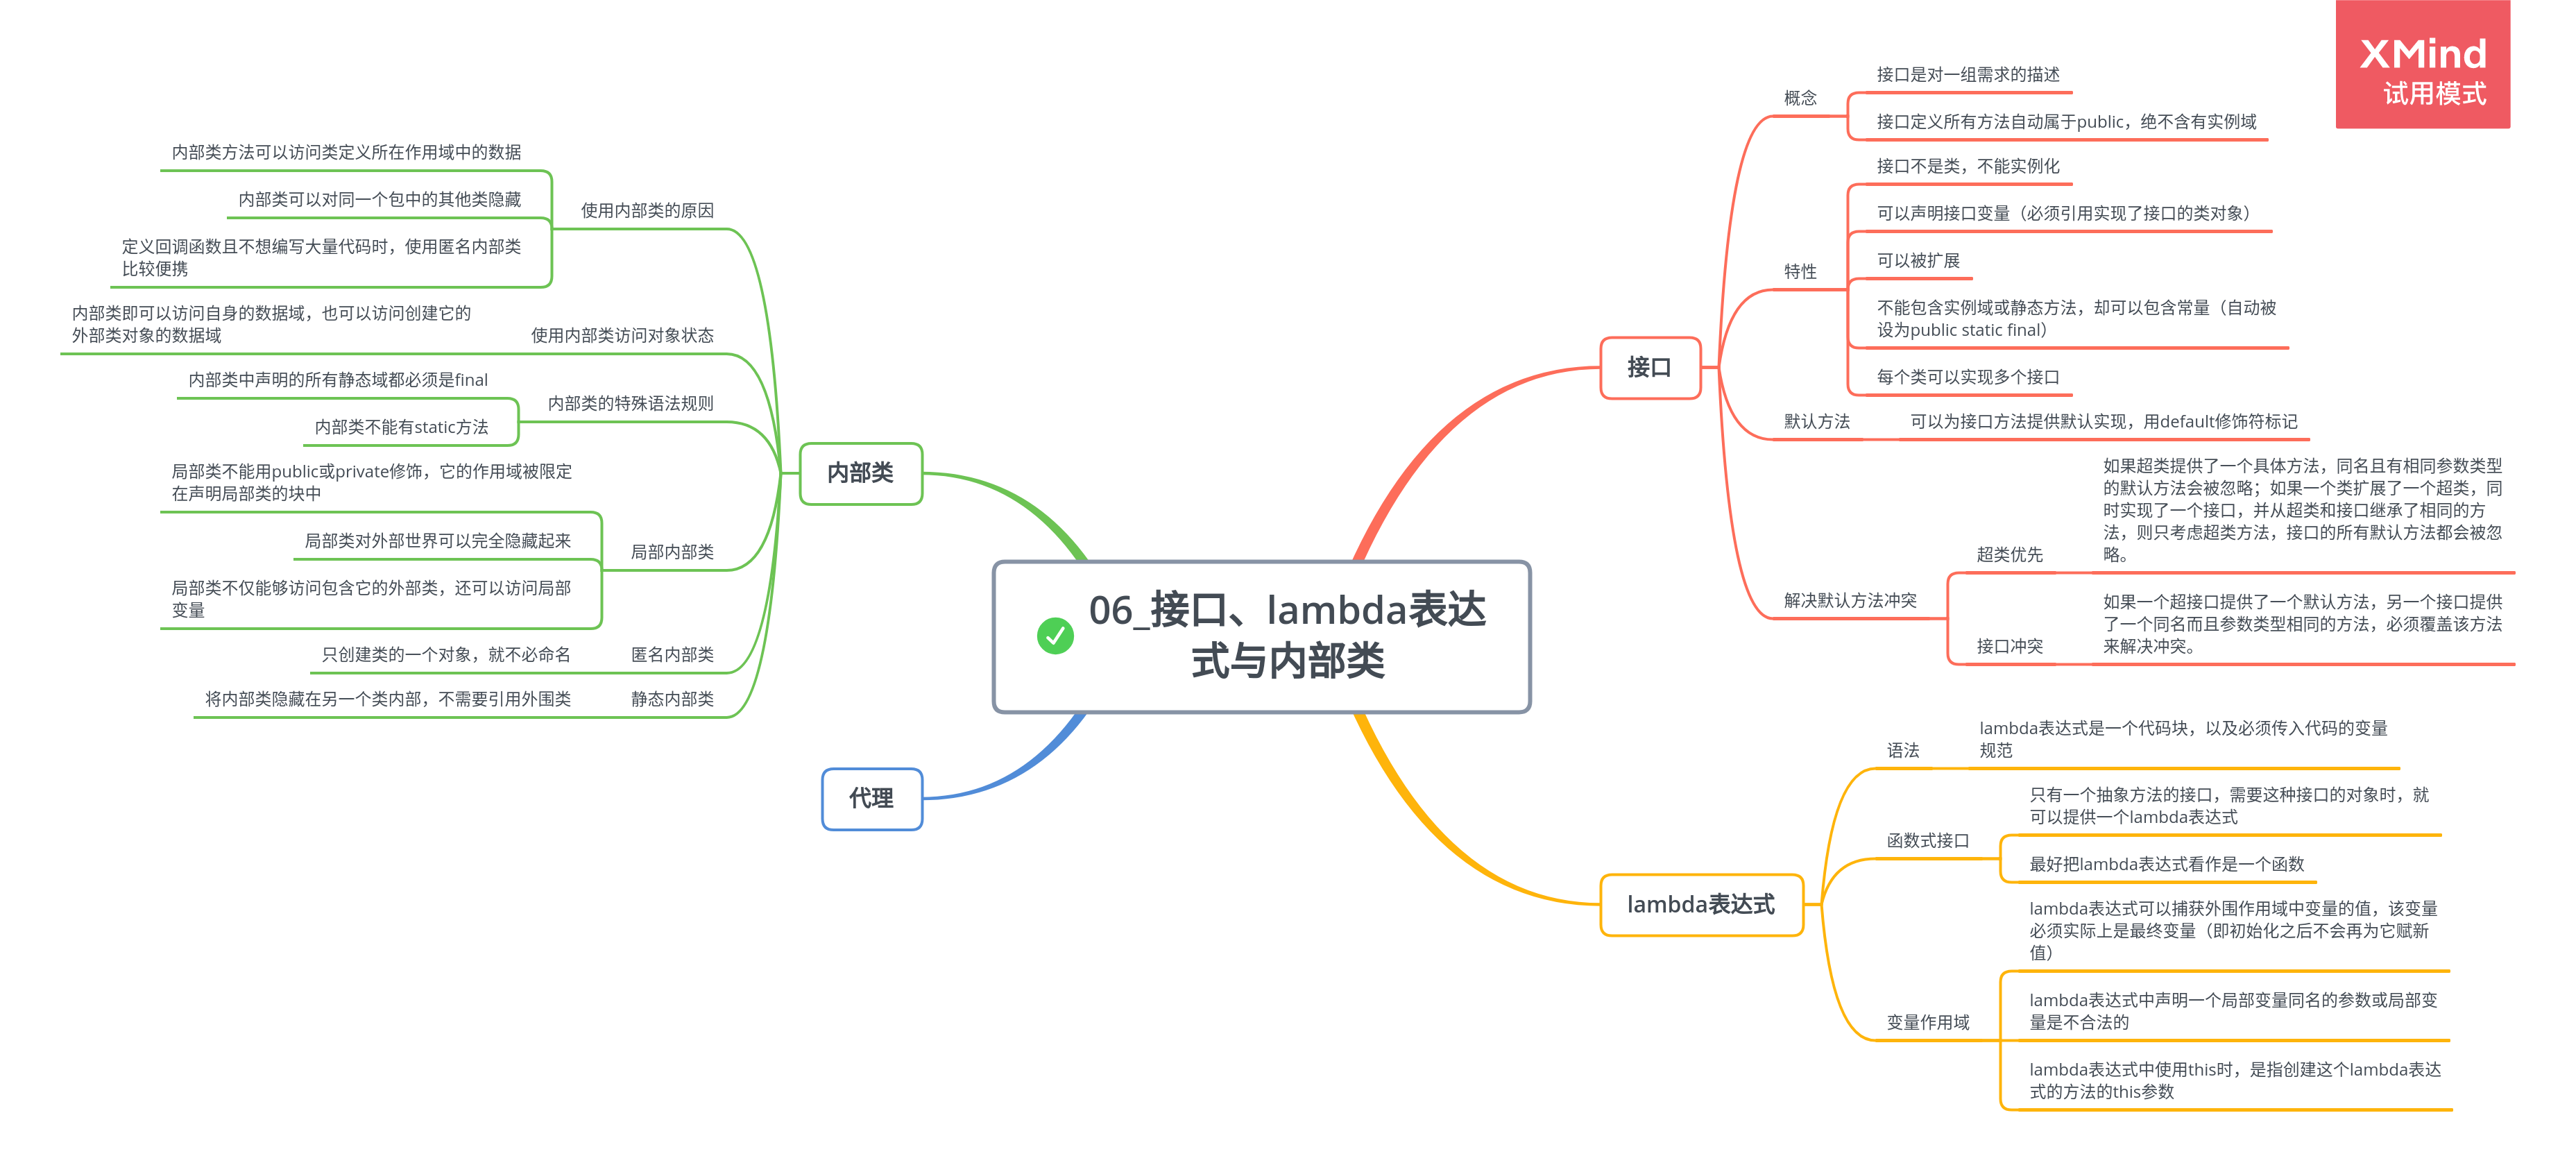 XMind
试用模式
06_接口、lambda表达
式与内部类
接口
概念
接口是对一组需求的描述
接口定义所有方法自动属于public，绝不含有实例域
特性
接口不是类，不能实例化
可以声明接口变量（必须引用实现了接口的类对象）
可以被扩展
不能包含实例域或静态方法，却可以包含常量（自动被
设为public static final）
每个类可以实现多个接口
默认方法
可以为接口方法提供默认实现，用default修饰符标记
解决默认方法冲突
超类优先
如果超类提供了一个具体方法，同名且有相同参数类型
的默认方法会被忽略；如果一个类扩展了一个超类，同
时实现了一个接口，并从超类和接口继承了相同的方
法，则只考虑超类方法，接口的所有默认方法都会被忽
略。
接口冲突
如果一个超接口提供了一个默认方法，另一个接口提供
了一个同名而且参数类型相同的方法，必须覆盖该方法
来解决冲突。
lambda表达式
语法
lambda表达式是一个代码块，以及必须传入代码的变量
规范
函数式接口
只有一个抽象方法的接口，需要这种接口的对象时，就
可以提供一个lambda表达式
最好把lambda表达式看作是一个函数
变量作用域
lambda表达式可以捕获外围作用域中变量的值，该变量
必须实际上是最终变量（即初始化之后不会再为它赋新
值）
lambda表达式中声明一个局部变量同名的参数或局部变
量是不合法的
lambda表达式中使用this时，是指创建这个lambda表达
式的方法的this参数
内部类
使用内部类的原因
内部类方法可以访问类定义所在作用域中的数据
内部类可以对同一个包中的其他类隐藏
定义回调函数且不想编写大量代码时，使用匿名内部类
比较便携
使用内部类访问对象状态
内部类即可以访问自身的数据域，也可以访问创建它的
外部类对象的数据域
内部类的特殊语法规则
内部类中声明的所有静态域都必须是final
内部类不能有static方法
局部内部类
局部类不能用public或private修饰，它的作用域被限定
在声明局部类的块中
局部类对外部世界可以完全隐藏起来
局部类不仅能够访问包含它的外部类，还可以访问局部
变量
匿名内部类
只创建类的一个对象，就不必命名
静态内部类
将内部类隐藏在另一个类内部，不需要引用外围类
代理